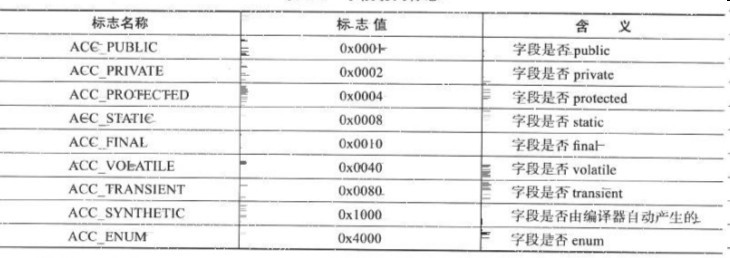 标志名称 标志值 含 义
ACC_PUBLIC 0x0001 字段是否 public
ACC_PRIVATE 0x0002 字段是否 private
ACC_PROTECTED 0x0004 字段是否 protected
ACC_STATIC 0x0008 字段是否 static
ACC_FINAL 0x0010 字段是否 final
ACC_VOLATILE 0x0040 字段是否 volatile
ACC_TRANSIENT 0x0080 字段是否 transient
ACC_SYNTHETIC 0x1000 字段是否由编译器自动产生的
ACC_ENUM 0x4000 字段是否 enum